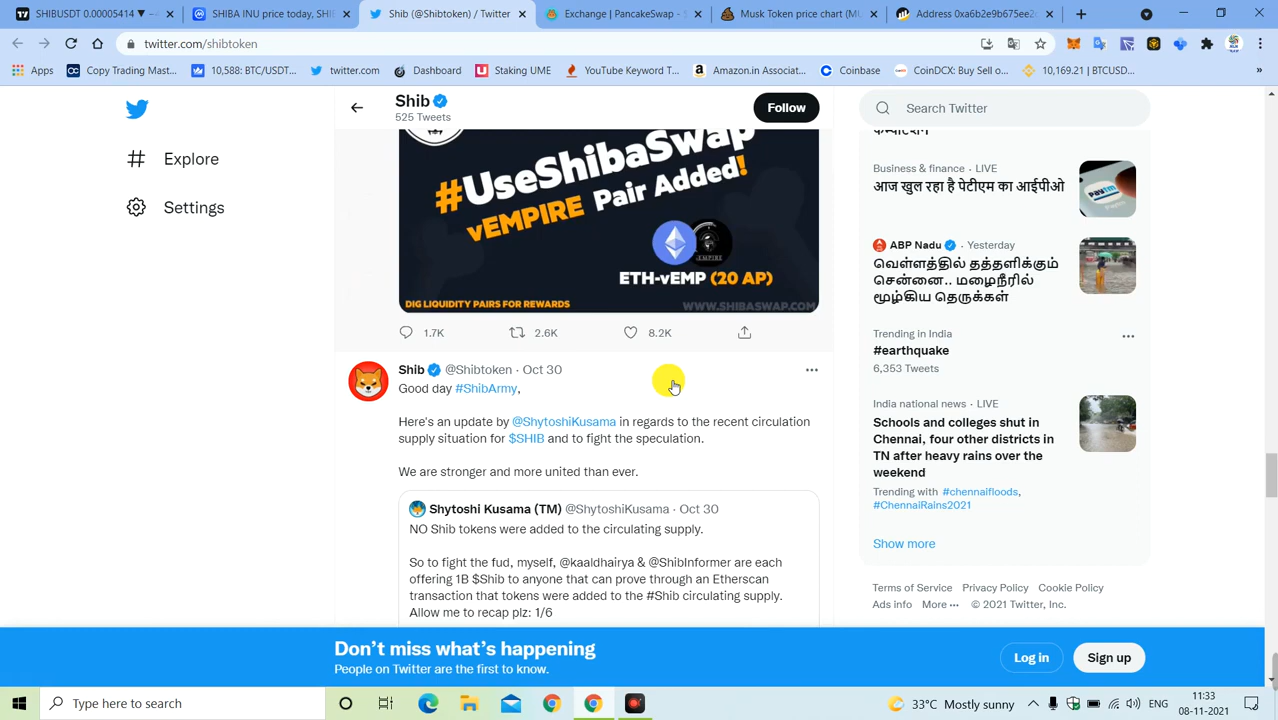 $SHIB: 0.00005414
SHIBA INU price today, SHIB
Shib (@Shibtoken) / Twitter
Exchange | PancakeSwap -
Musk Token price chart (MU
Address 0xa6b2e9b675ee2
twitter.com/shibtoken
Apps
Copy Trading Mast...
10,588: BTC/USDT...
twitter.com
Dashboard
Staking UME
YouTube Keyword T...
Amazon.in Associat...
Coinbase
CoinDCX: Buy Sell o...
10,169.21 | BTCUSD...
»
Shib
525 Tweets
Follow
Search Twitter
Explore
Settings
#UseShibaSwap
vEMPIRE Pair Added!
EMPIRE
ETH-vEMP (20 AP)
DIG LIQUIDITY PAIRS FOR REWARDS
WWW.SHIBASWAP.COM
1.7K
2.6K
8.2K
Shib @Shibtoken · Oct 30
Good day #ShibArmy,
Here's an update by @ShytoshiKusama in regards to the recent circulation
supply situation for $SHIB and to fight the speculation.
We are stronger and more united than ever.
Shytoshi Kusama (TM) @ShytoshiKusama · Oct 30
NO Shib tokens were added to the circulating supply.
So to fight the fud, myself, @kaaldhairya & @ShibInformer are each
offering 1B $Shib to anyone that can prove through an Etherscan
transaction that tokens were added to the #Shib circulating supply.
Allow me to recap plz: 1/6
Business & finance · LIVE
आज खुल रहा है पेटीएम का आईपीओ
Paytm
ABP Nadu · Yesterday
வெள்ளத்தில் தத்தளிக்கும்
சென்னை.. மழைநீரில்
மூழ்கிய தெருக்கள்
Trending in India
#earthquake
6,353 Tweets
India national news · LIVE
Schools and colleges shut in
Chennai, four other districts in
TN after heavy rains over the
weekend
Trending with #chennaifloods,
#ChennaiRains2021
Show more
Terms of Service Privacy Policy Cookie Policy
Ads info More ··· © 2021 Twitter, Inc.
Don't miss what's happening
People on Twitter are the first to know.
Log in
Sign up
Type here to search
33°C Mostly sunny
ENG
11:33
08-11-2021